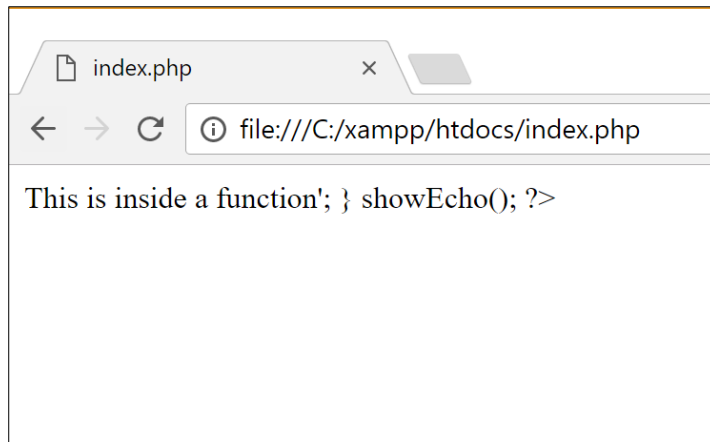 index.php
file:///C:/xampp/htdocs/index.php
This is inside a function'; } showEcho(); ?>